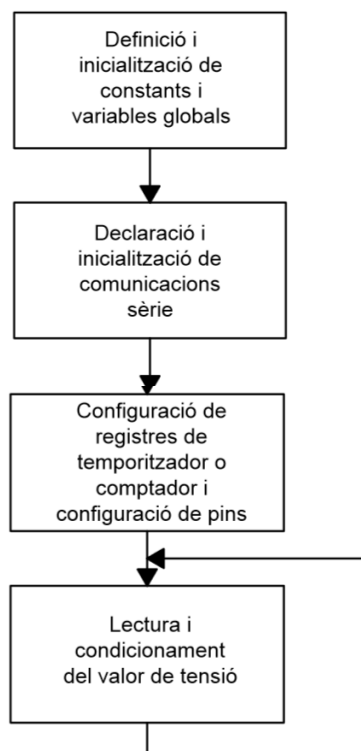 Definició i
inicialització de
constants i
variables globals
Declaració i
inicialització de
comunicacions
sèrie
Configuració de
registres de
temporitzador o
comptador i
configuració de pins
Lectura i
condicionament
del valor de tensió